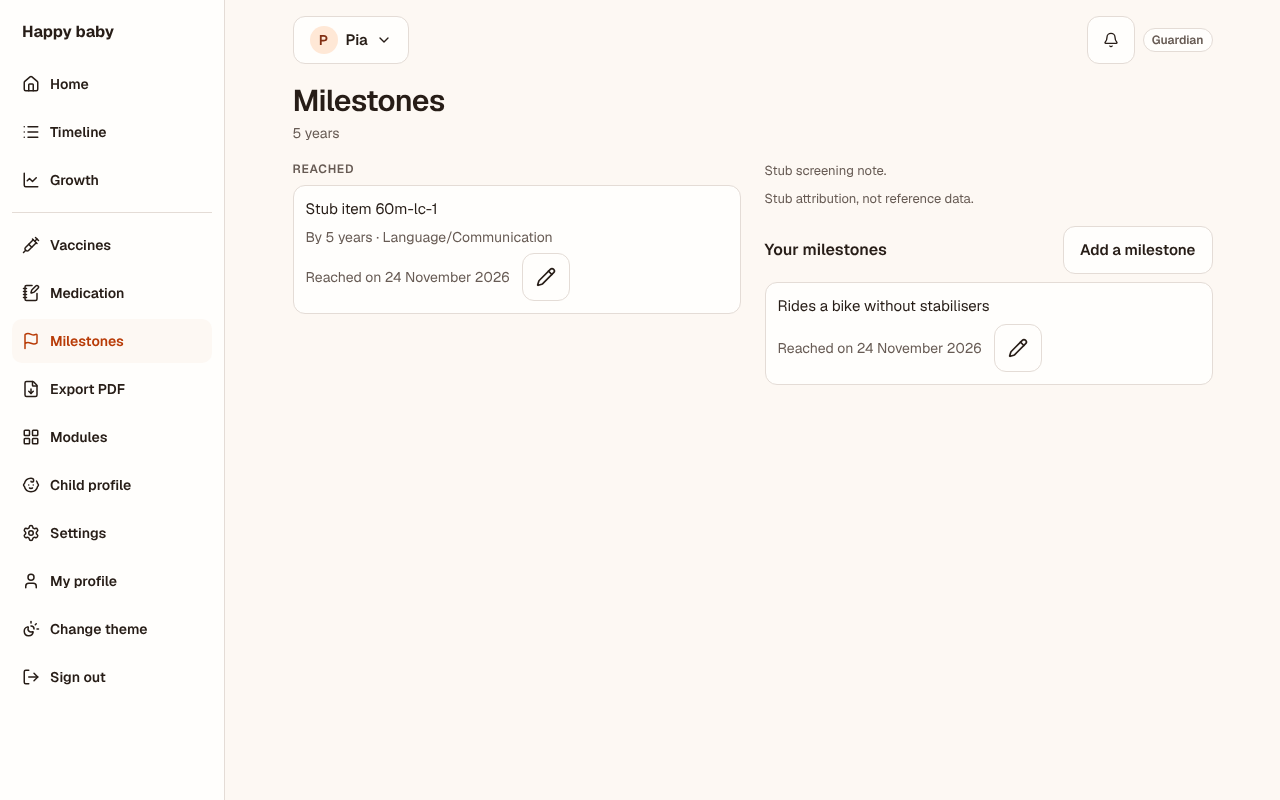 Happy baby
Home
Timeline
Growth
Vaccines
Medication
Milestones
Export PDF
Modules
Child profile
Settings
My profile
Change theme
Sign out
P Pia
Guardian
Milestones
5 years
REACHED
Stub item 60m-lc-1
By 5 years · Language/Communication
Reached on 24 November 2026
Stub screening note.
Stub attribution, not reference data.
Your milestones
Add a milestone
Rides a bike without stabilisers
Reached on 24 November 2026